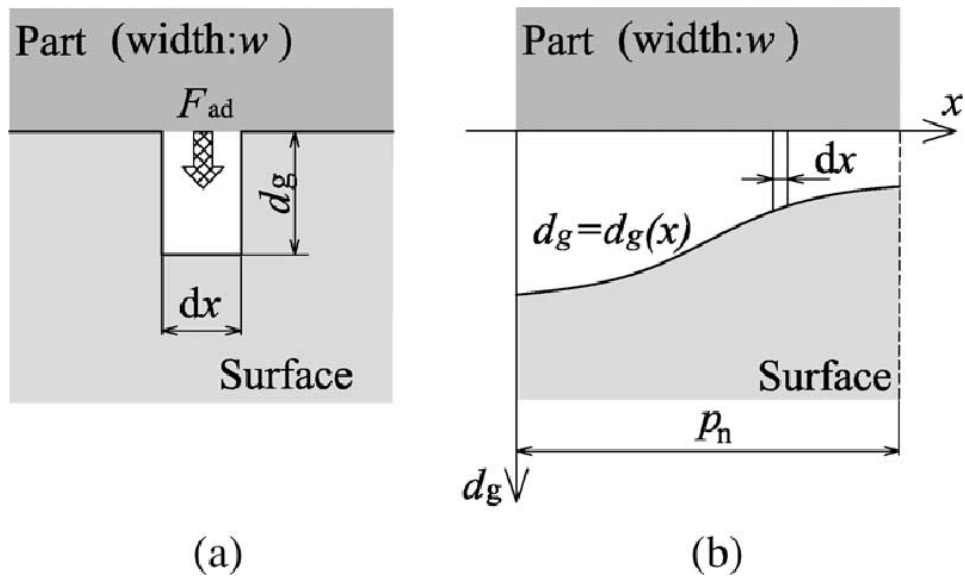 Part (width:w)
F_ad
d_g
dx
Surface
(a)
Part (width:w)
x
dx
d_g=d_g(x)
Surface
p_n
d_g
(b)